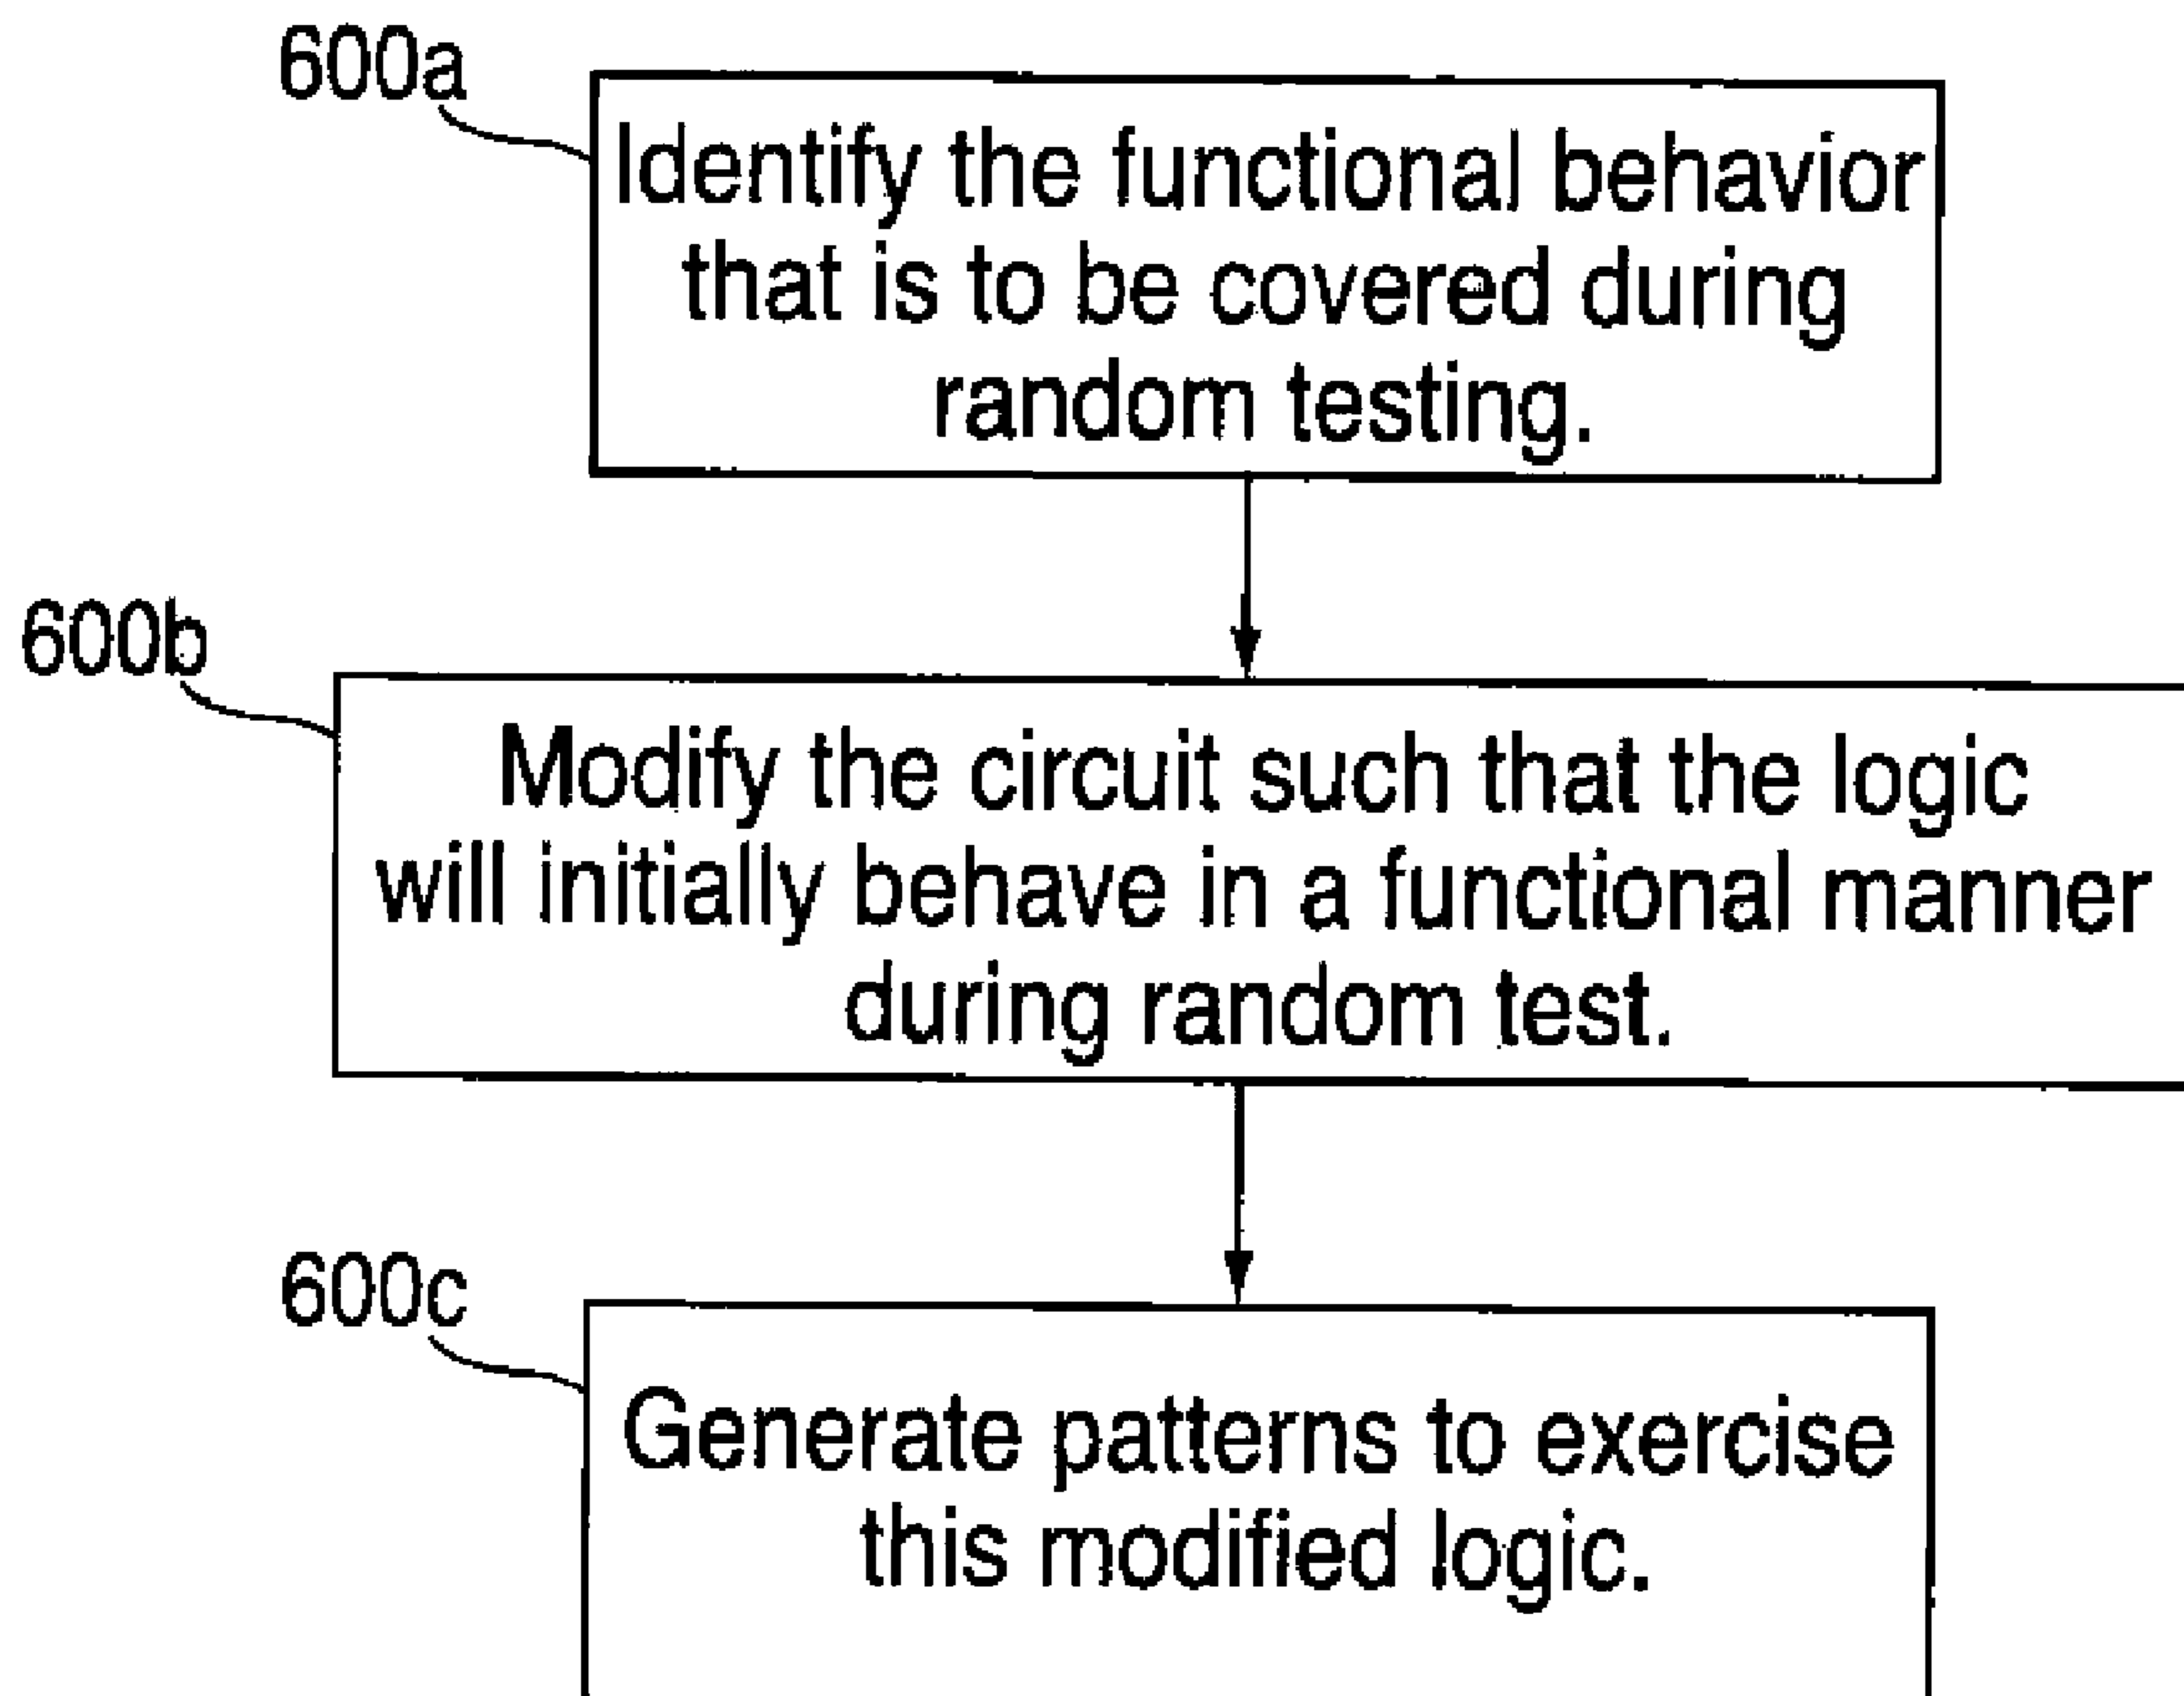 600a
Identify the functional behavior
that is to be covered during
random testing.
600b
Modify the circuit such that the logic
will initially behave in a functional manner
during random test.
600c
Generate patterns to exercise
this modified logic.